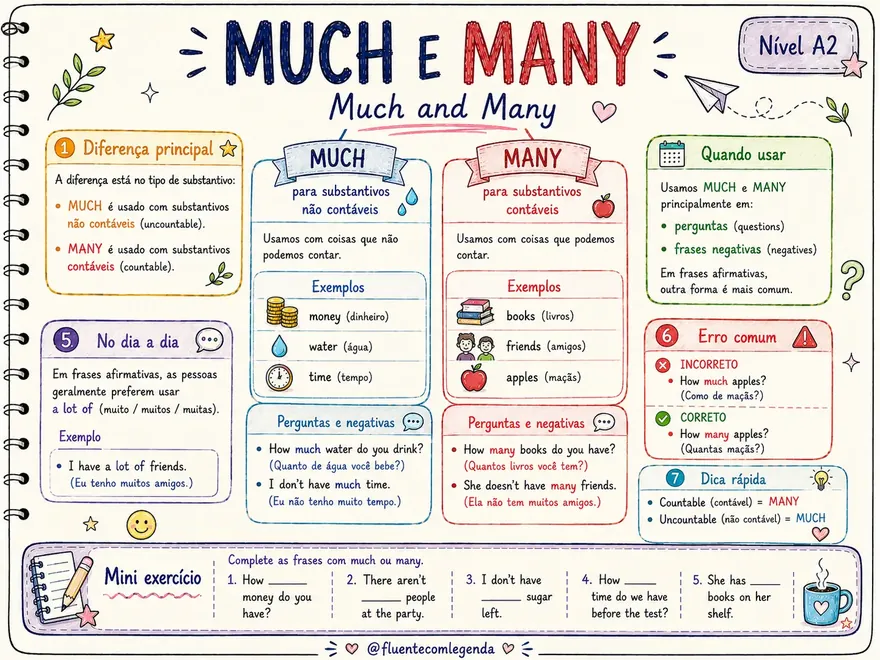 MUCH E MANY
Much and Many
Nível A2
1 Diferença principal
A diferença está no tipo de substantivo:
• MUCH é usado com substantivos
não contáveis (uncountable).
• MANY é usado com substantivos
contáveis (countable).
MUCH
para substantivos
não contáveis
Usamos com coisas que não
podemos contar.
Exemplos
money (dinheiro)
water (água)
time (tempo)
Perguntas e negativas
• How much water do you drink?
(Quanto de água você bebe?)
• I don't have much time.
(Eu não tenho muito tempo.)
MANY
para substantivos
contáveis
Usamos com coisas que podemos
contar.
Exemplos
books (livros)
friends (amigos)
apples (maçãs)
Perguntas e negativas
• How many books do you have?
(Quantos livros você tem?)
• She doesn't have many friends.
(Ela não tem muitos amigos.)
Quando usar
Usamos MUCH e MANY
principalmente em:
• perguntas (questions)
• frases negativas (negatives)
Em frases afirmativas,
outra forma é mais comum.
5. No dia a dia
Em frases afirmativas, as pessoas
geralmente preferem usar
a lot of (muito / muitos / muitas).
Exemplo
• I have a lot of friends.
(Eu tenho muitos amigos.)
6 Erro comum
INCORRETO
• How much apples?
(Como de maçãs?)
CORRETO
• How many apples?
(Quantas maçãs?)
7 Dica rápida
• Countable (contável) = MANY
• Uncountable (não contável) = MUCH
Mini exercício
Complete as frases com much ou many.
1. How ______
money do you
have?
2. There aren't
______ people
at the party.
3. I don't have
______ sugar
left.
4. How _____
time do we have
before the test?
5. She has _____
books on her
shelf.
@fluentecomlegenda